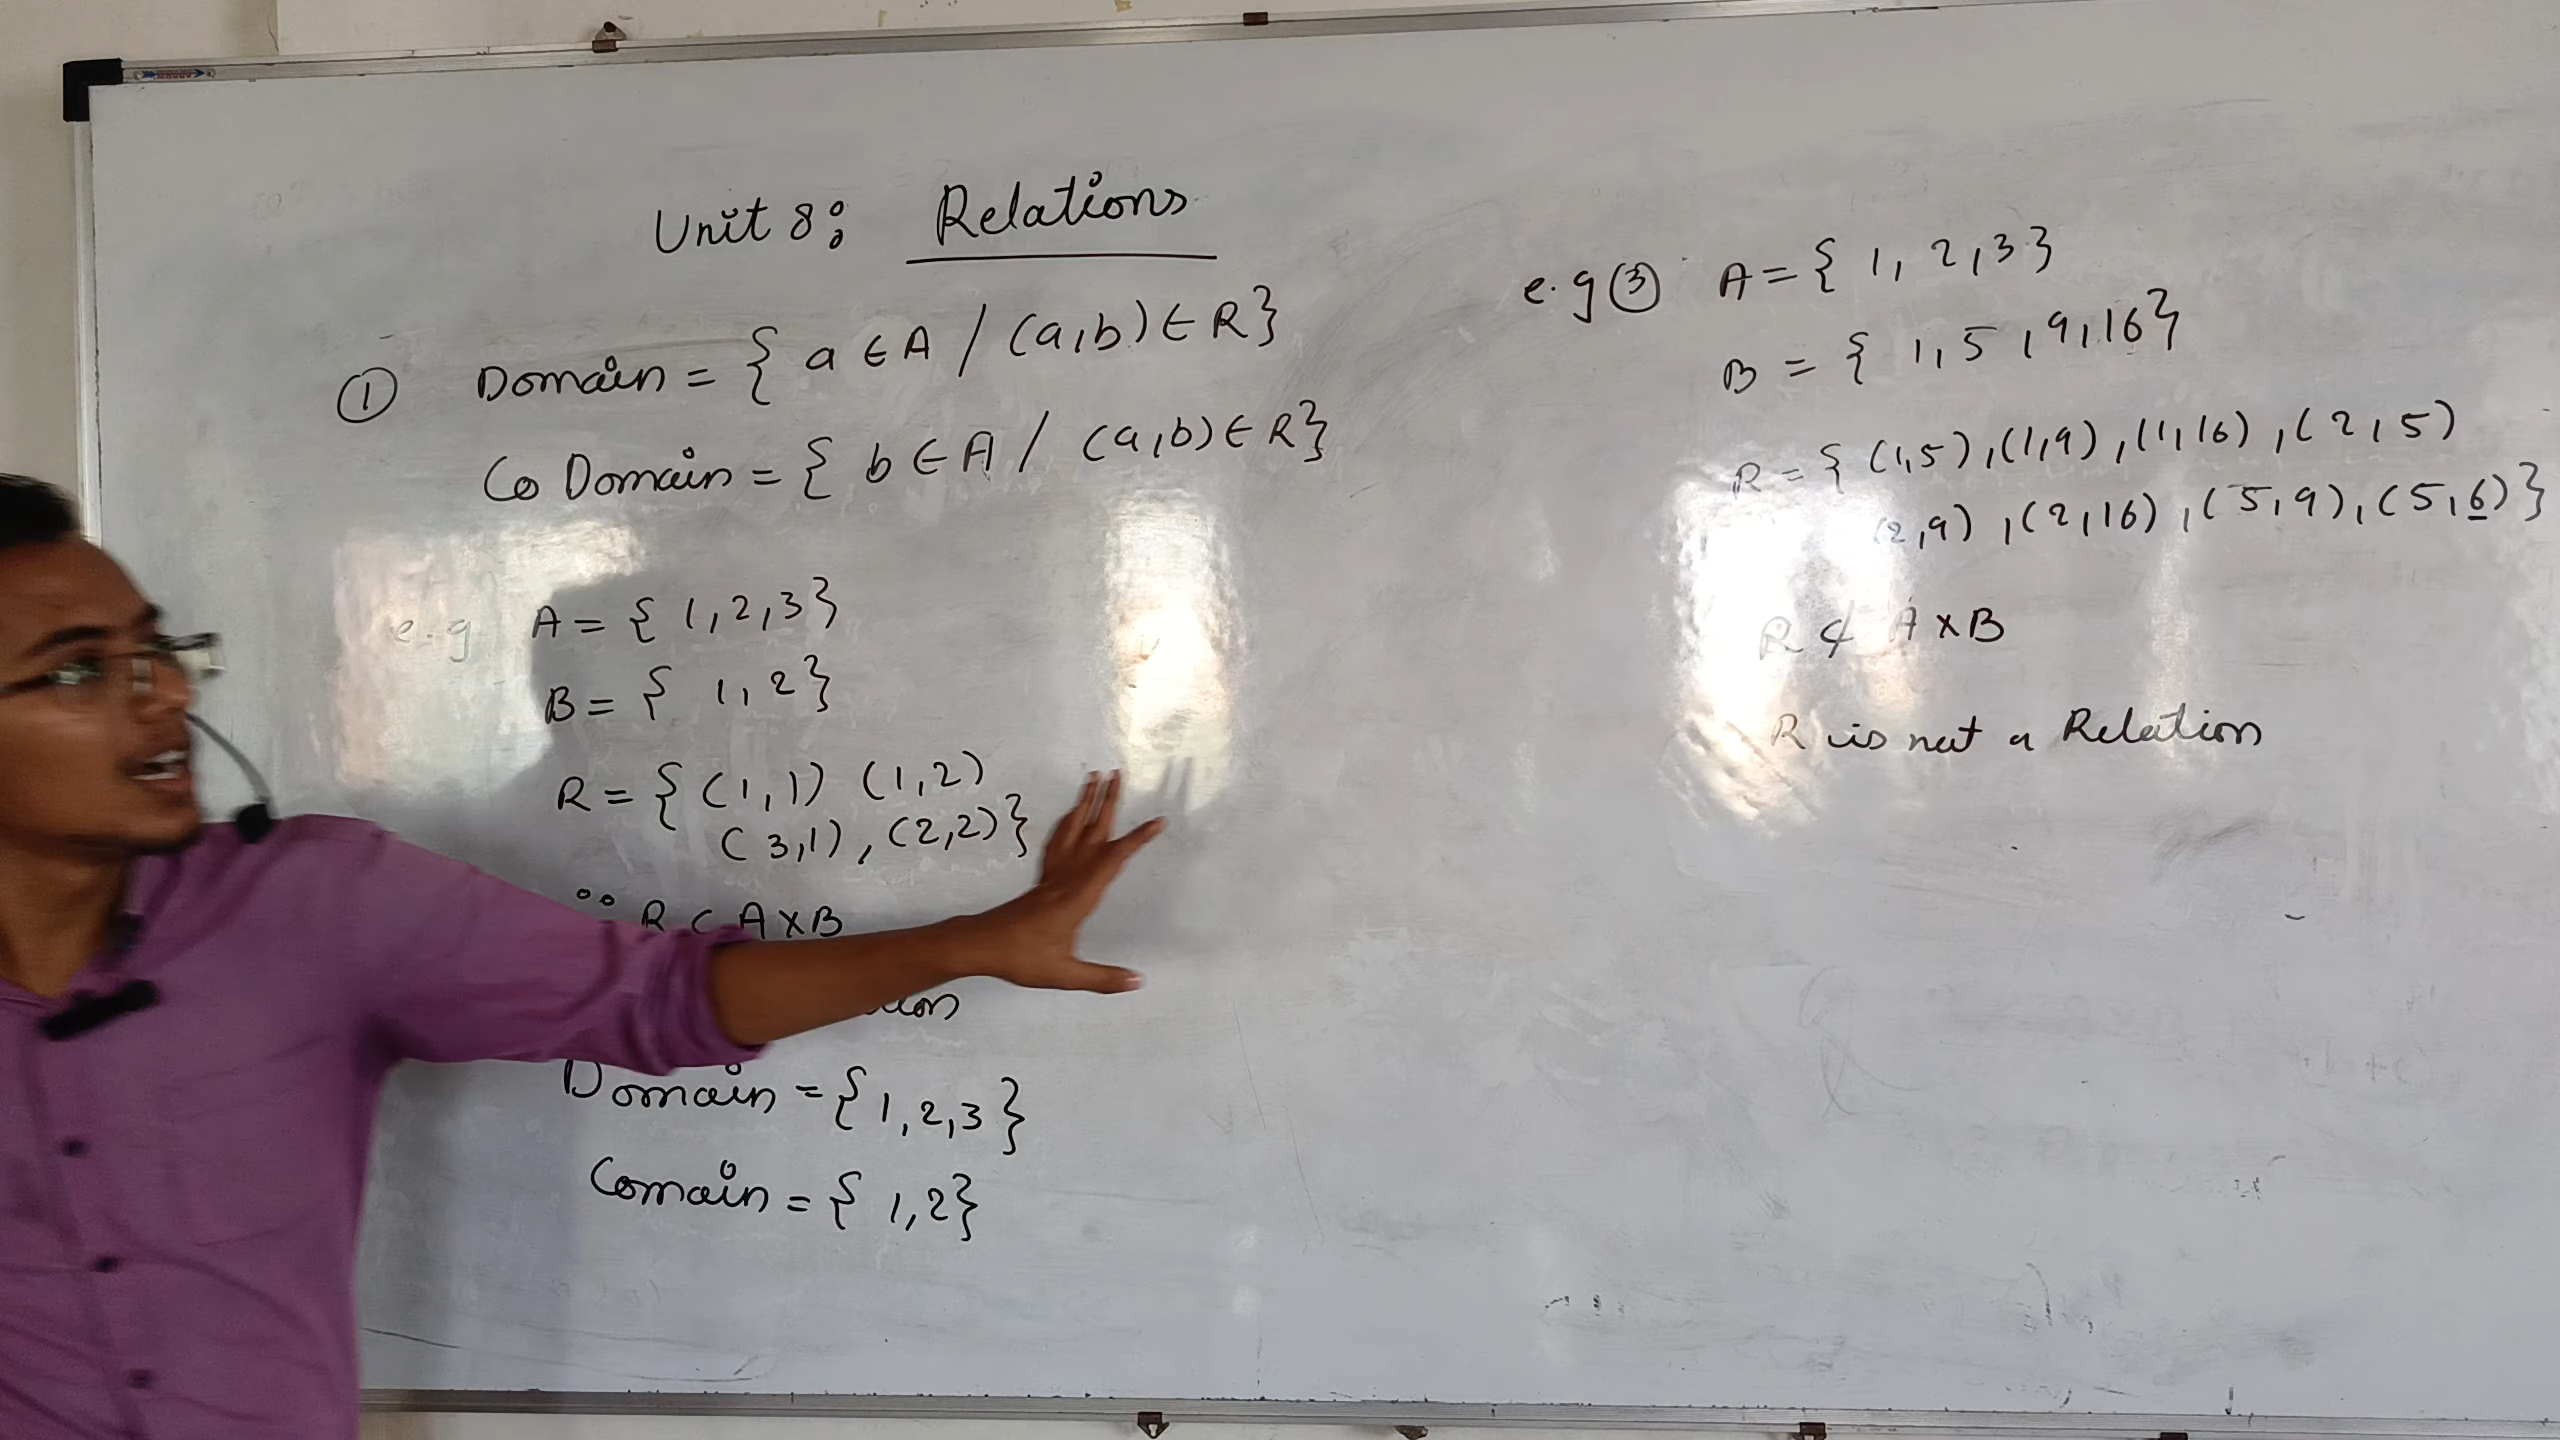 Unit 8: Relations
① Domain = { a ∈ A / (a,b) ∈ R}
Co Domain = { b ∈ A / (a,b) ∈ R}
e.g A = { 1,2,3}
B = { 1,2}
R = { (1,1) (1,2)
(3,1), (2,2)}
R ⊂ A×B
Domain = { 1,2,3}
Comain = { 1,2}
e.g ③ A = { 1, 2,3}
B = { 1,5,9,16}
R = { (1,5),(1,9),(1,16),(2,5)
(2,9),(2,16),(5,9),(5,6)}
R ⊄ A×B
R is not a Relation